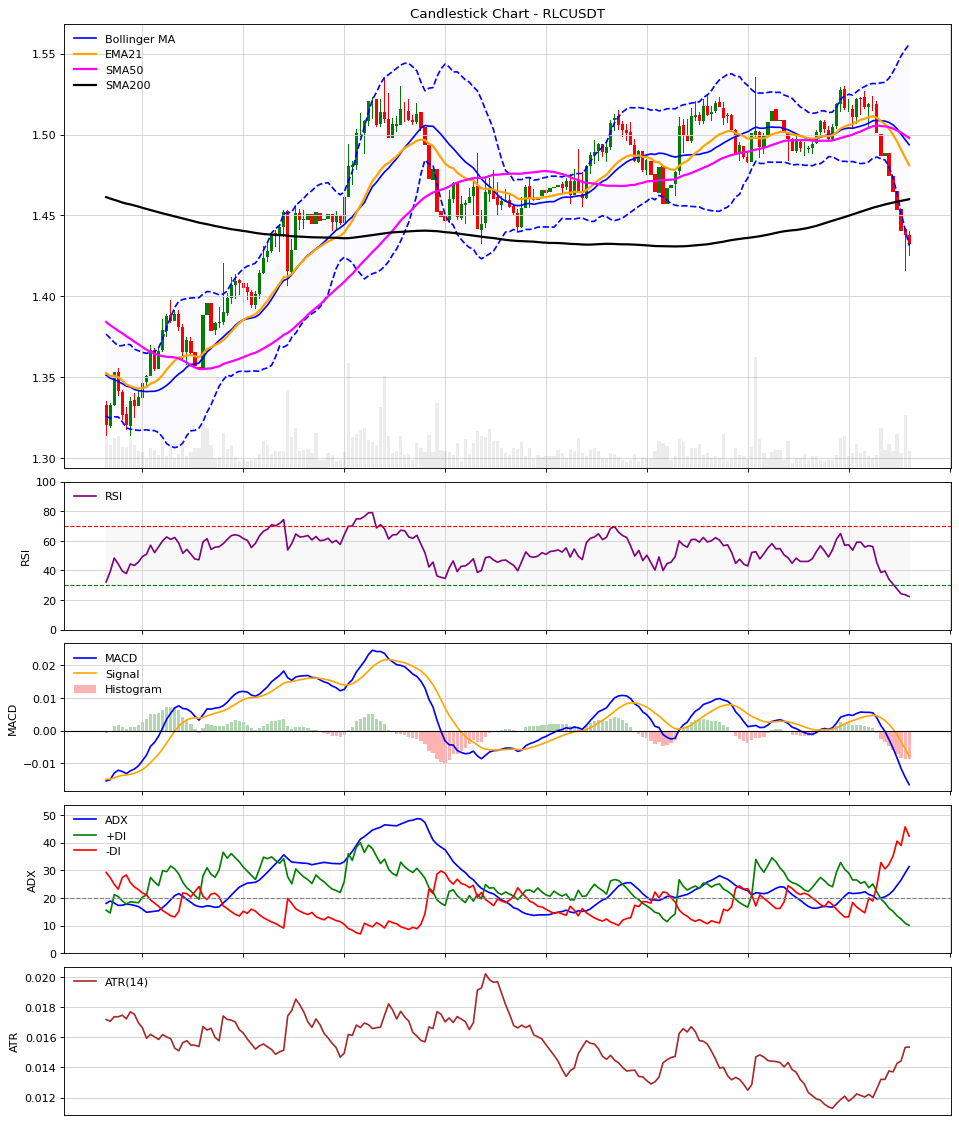 Candlestick Chart - RLCUSDT
Bollinger MA
EMA21
SMA50
SMA200
1.55
1.50
1.45
1.40
1.35
1.30
RSI
100
80
60
40
20
0
RSI
MACD
Signal
Histogram
0.02
0.01
0.00
−0.01
MACD
ADX
+DI
-DI
50
40
30
20
10
0
ADX
ATR(14)
0.020
0.018
0.016
0.014
0.012
ATR